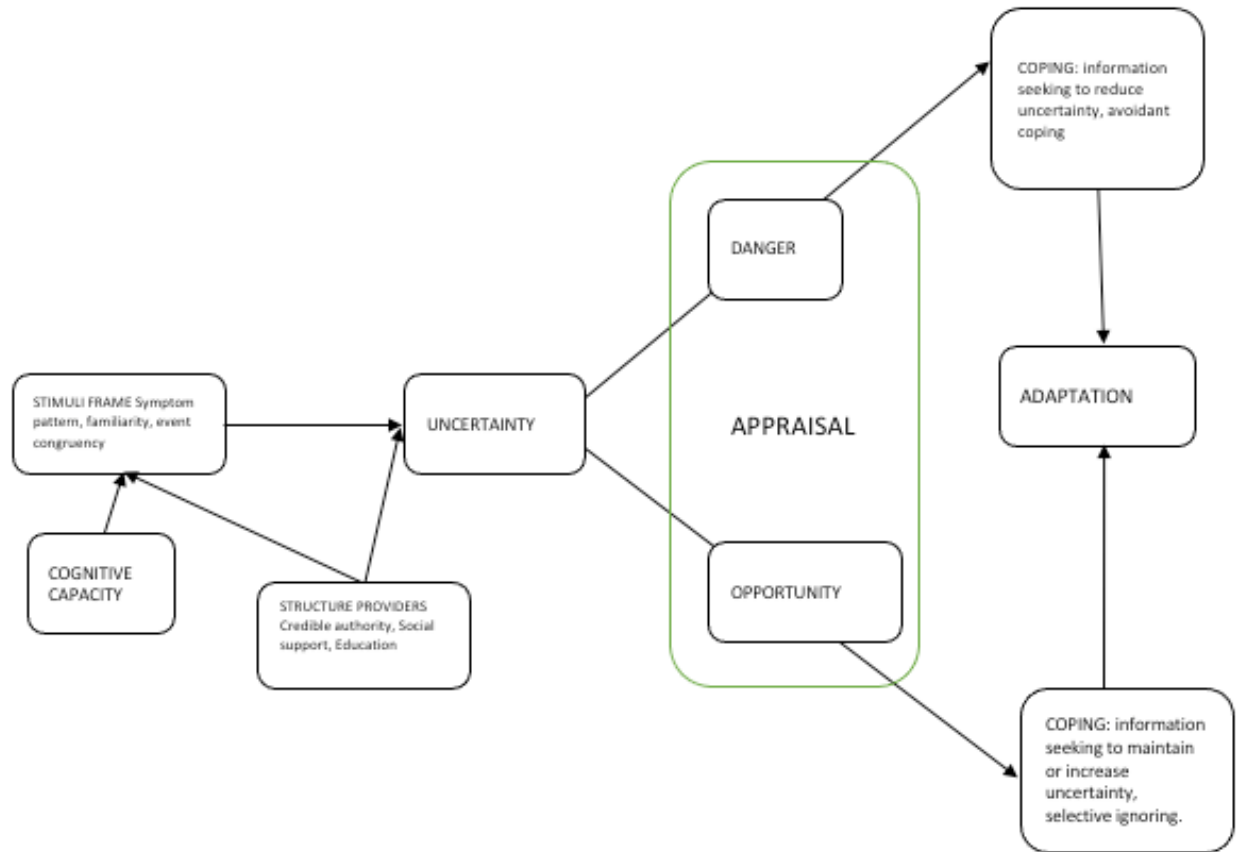 COPING: information
seeking to reduce
uncertainty, avoidant
coping
DANGER
STIMULI FRAME Symptom
pattern, familiarity, event
congruency
UNCERTAINTY
APPRAISAL
ADAPTATION
COGNITIVE
CAPACITY
STRUCTURE PROVIDERS
Credible authority, Social
support, Education
OPPORTUNITY
COPING: information
seeking to maintain
or increase
uncertainty,
selective ignoring.